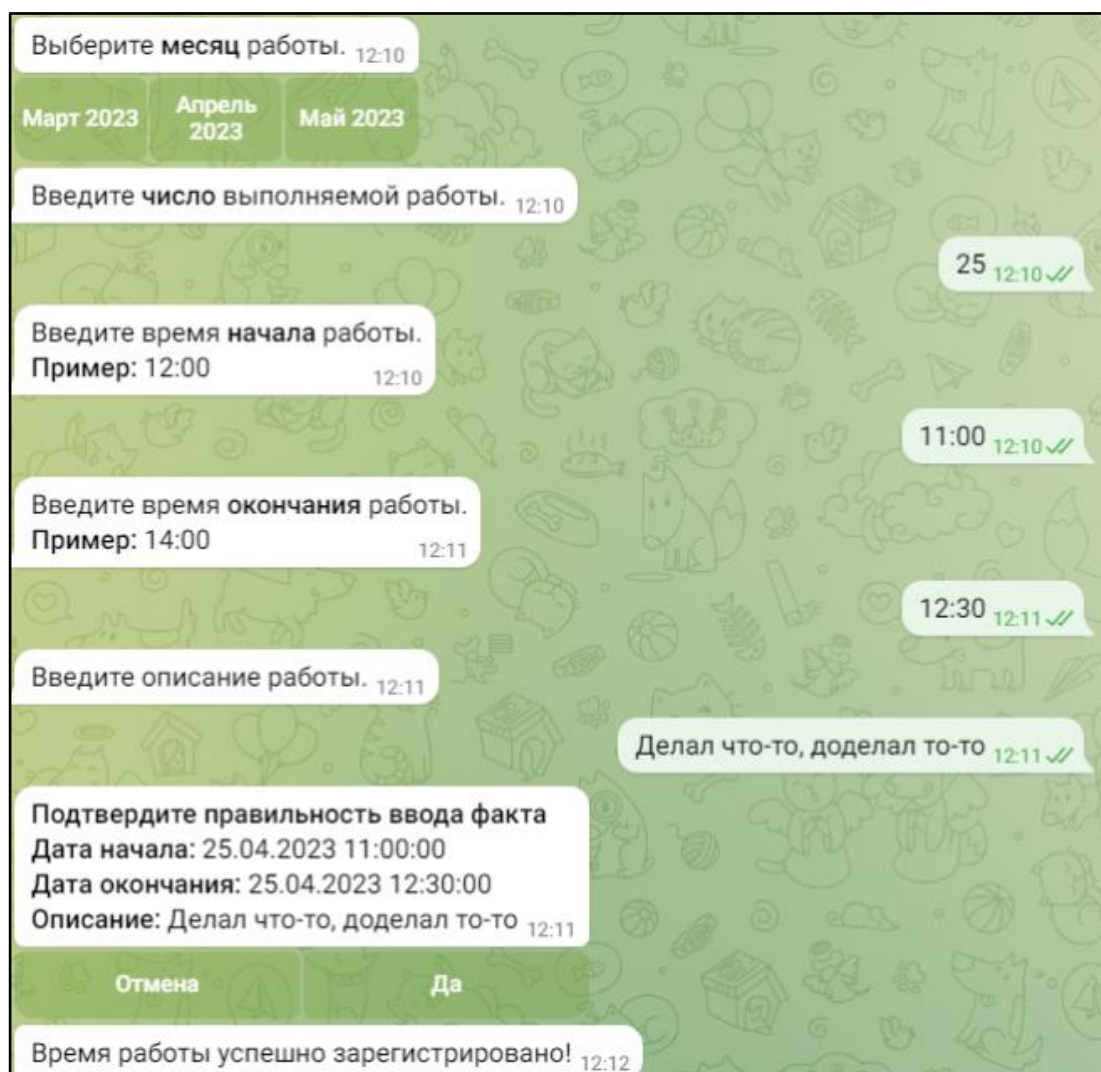 Выберите месяц работы. 12:10
Март 2023
Апрель
2023
Май 2023
Введите число выполняемой работы. 12:10
25 12:10
Введите время начала работы.
Пример: 12:00 12:10
11:00 12:10
Введите время окончания работы.
Пример: 14:00 12:11
12:30 12:11
Введите описание работы. 12:11
Делал что-то, доделал то-то 12:11
Подтвердите правильность ввода факта
Дата начала: 25.04.2023 11:00:00
Дата окончания: 25.04.2023 12:30:00
Описание: Делал что-то, доделал то-то 12:11
Отмена
Да
Время работы успешно зарегистрировано! 12:12